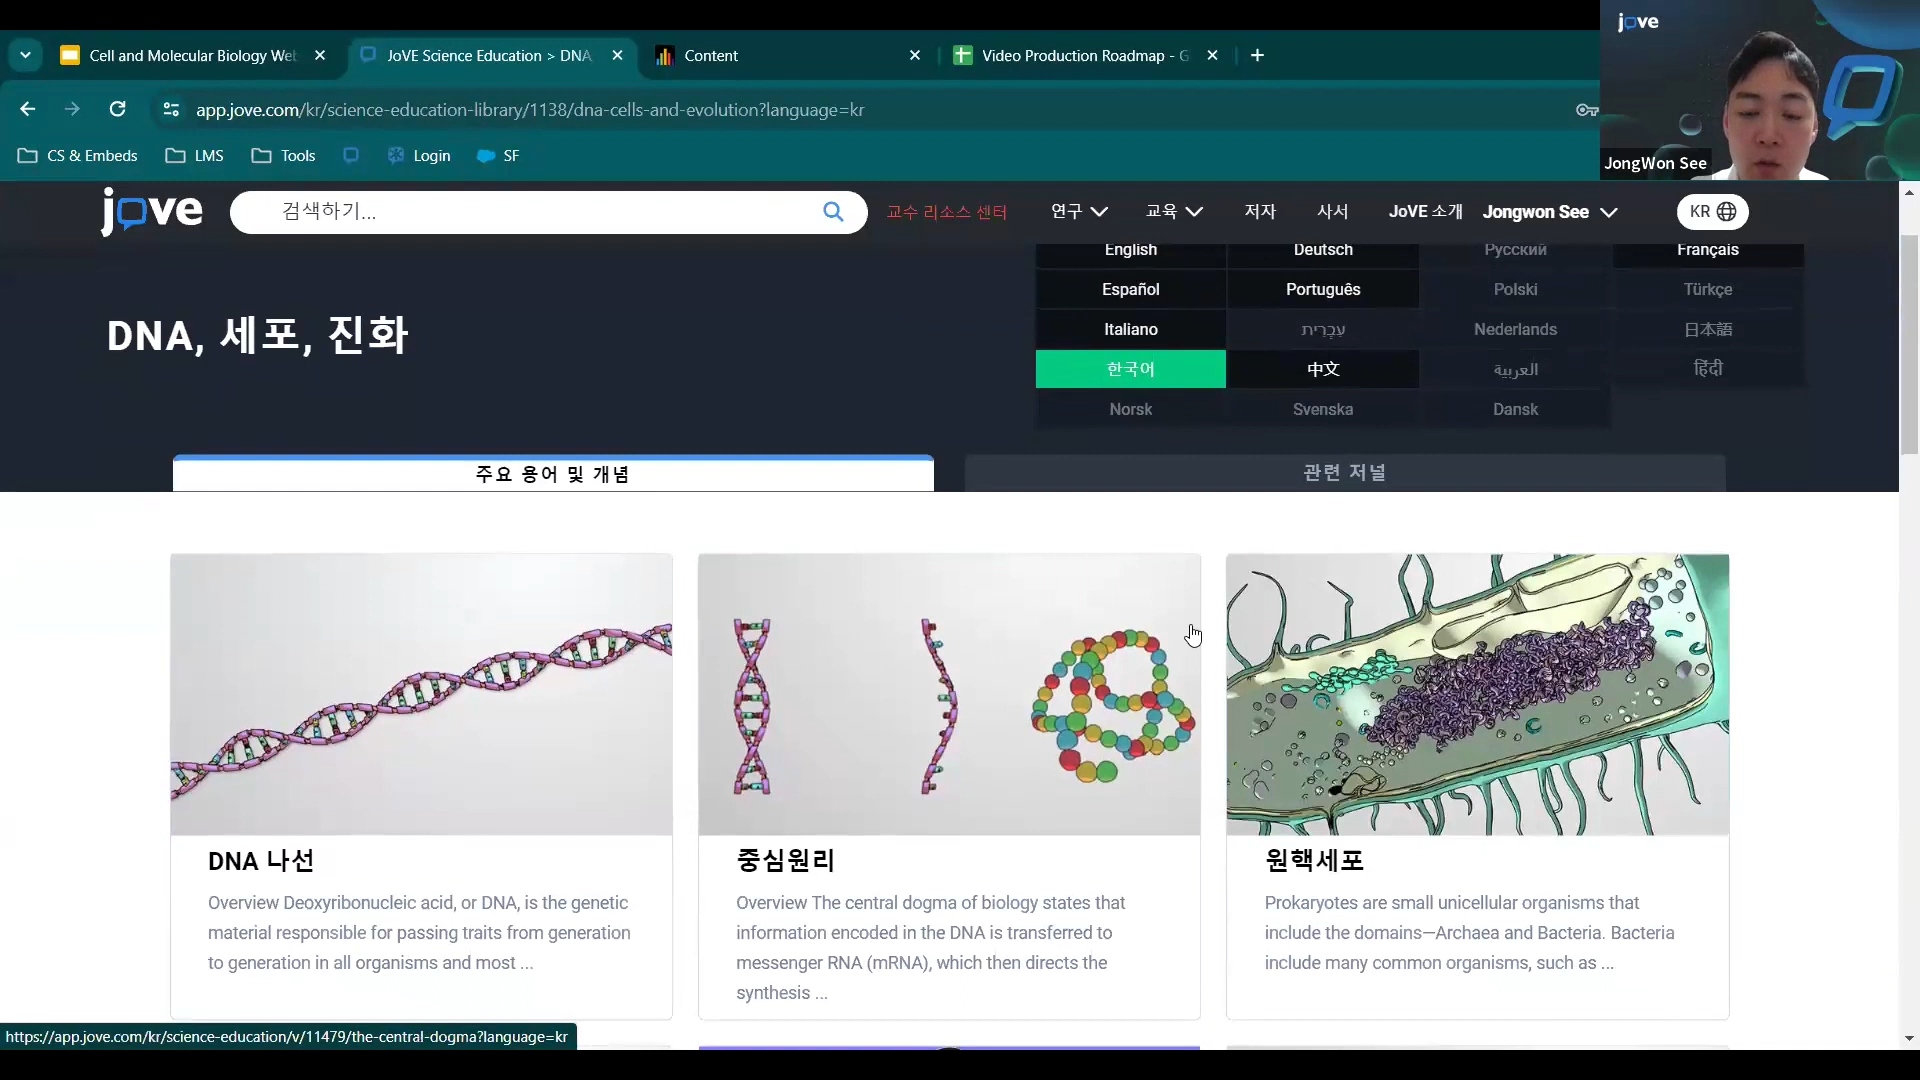 jove
Cell and Molecular Biology Web
JoVE Science Education > DNA,
Content
Video Production Roadmap - G
app.jove.com/kr/science-education-library/1138/dna-cells-and-evolution?language=kr
CS & Embeds
LMS
Tools
Login
SF
JongWon See
jove
검색하기...
교수 리소스 센터
연구
교육
저자
사서
JoVE 소개
Jongwon See
KR
English Deutsch Русский Français
Español Português Polski Türkçe
Italiano עִבְרִית Nederlands 日本語
한국어 中文 العربية हिंदी
Norsk Svenska Dansk
DNA, 세포, 진화
주요 용어 및 개념
관련 저널
DNA 나선
Overview Deoxyribonucleic acid, or DNA, is the genetic
material responsible for passing traits from generation
to generation in all organisms and most ...
중심원리
Overview The central dogma of biology states that
information encoded in the DNA is transferred to
messenger RNA (mRNA), which then directs the
synthesis ...
원핵세포
Prokaryotes are small unicellular organisms that
include the domains—Archaea and Bacteria. Bacteria
include many common organisms, such as ...
https://app.jove.com/kr/science-education/v/11479/the-central-dogma?language=kr